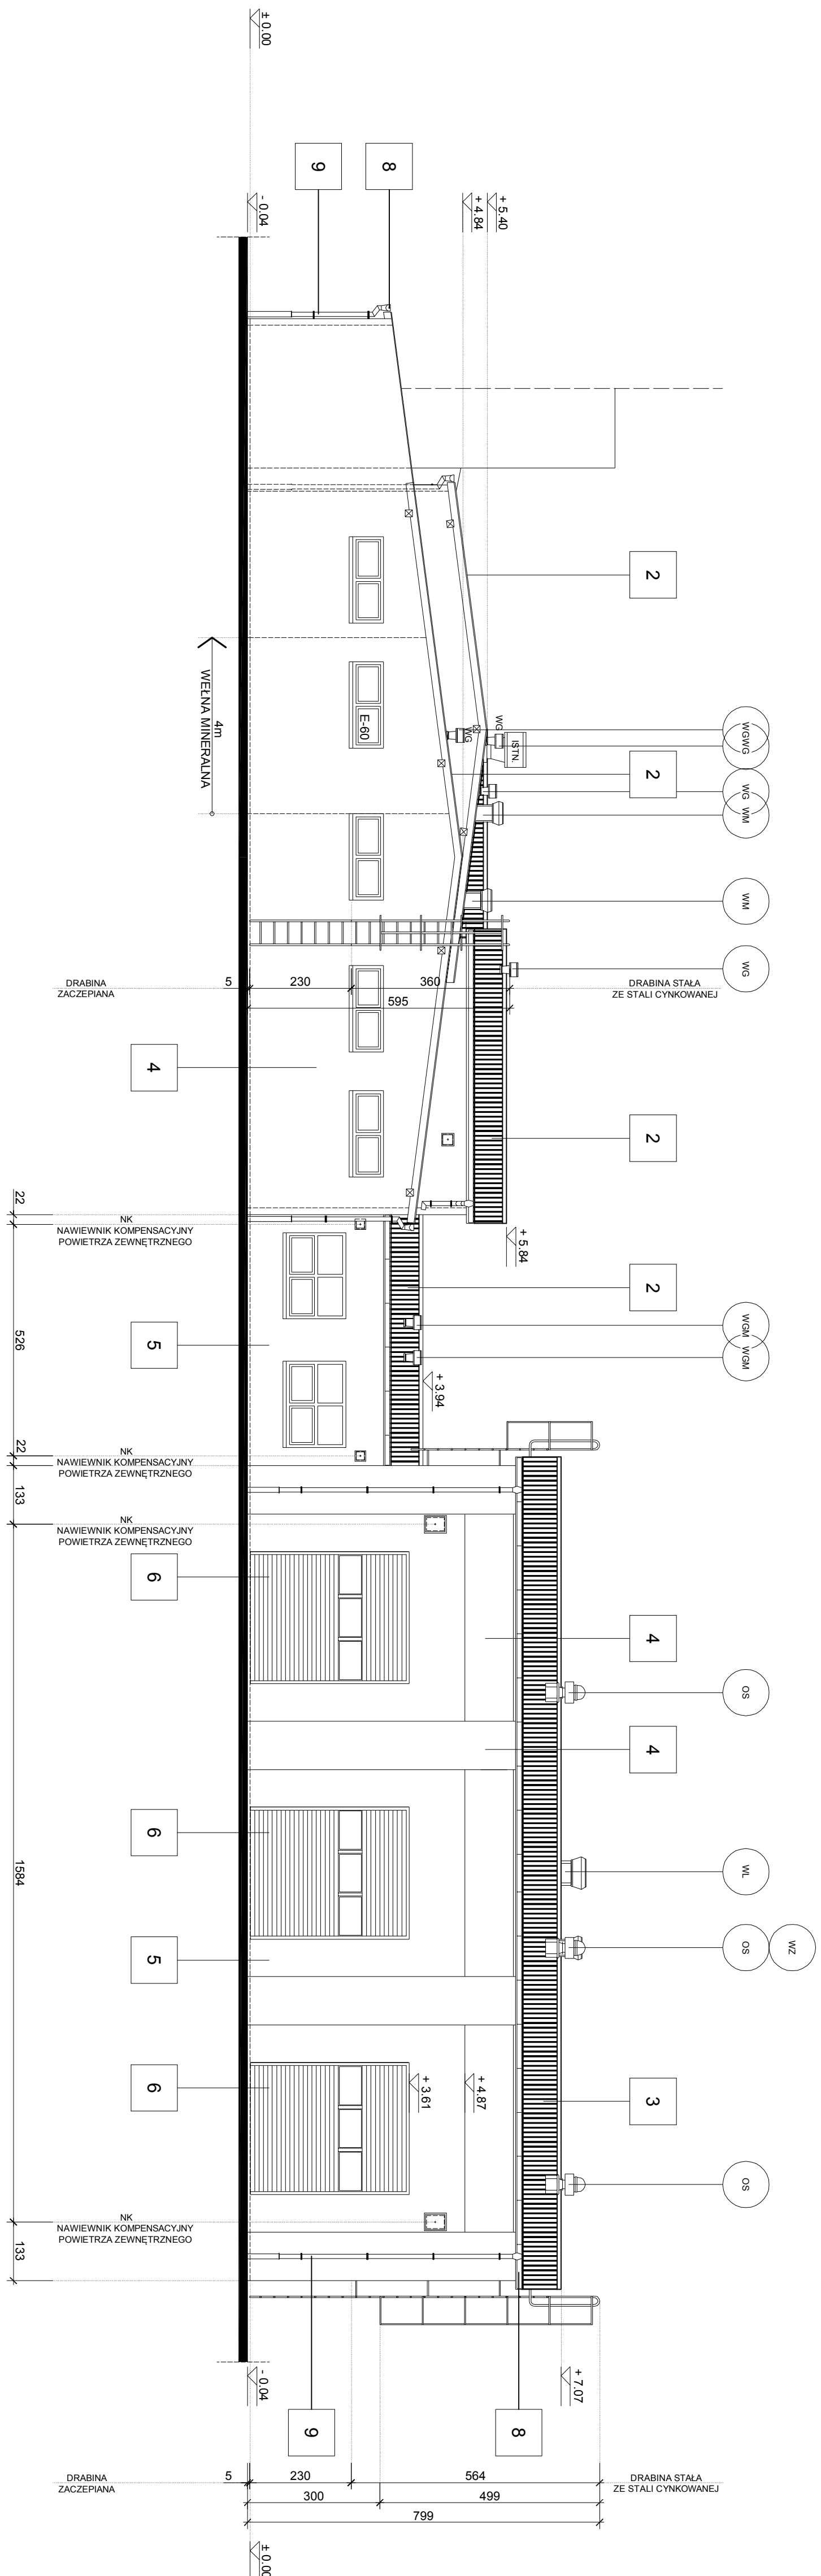 ± 0.00
- 0.04
+ 4.84
+ 5.40
9
8
2
WG
WG
WG
WM
WM
WG
WG
WG
ISTN.
2
E-60
4m
WEŁNA MINERALNA
DRABINA
ZACZEPIANA
5
230
360
595
DRABINA STAŁA
ZE STALI CYNKOWANEJ
4
2
+ 5.84
22
NK
NAWIEWNIK KOMPENSACYJNY
POWIETRZA ZEWNĘTRZNEGO
526
5
2
WGM
WGM
+ 3.94
22
NK
NAWIEWNIK KOMPENSACYJNY
POWIETRZA ZEWNĘTRZNEGO
133
NK
NAWIEWNIK KOMPENSACYJNY
POWIETRZA ZEWNĘTRZNEGO
6
4
OS
4
6
WL
1584
5
OS
WZ
6
+ 3.61
+ 4.87
3
OS
NK
NAWIEWNIK KOMPENSACYJNY
POWIETRZA ZEWNĘTRZNEGO
133
- 0.04
+ 7.07
9
8
DRABINA
ZACZEPIANA
5
230
564
300
499
799
DRABINA STAŁA
ZE STALI CYNKOWANEJ
± 0.00